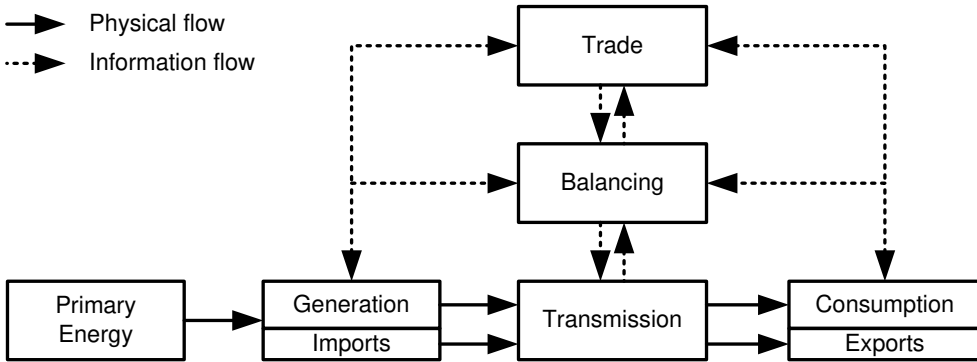 Physical flow
Information flow
Trade
Balancing
Primary
Energy
Generation
Imports
Transmission
Consumption
Exports